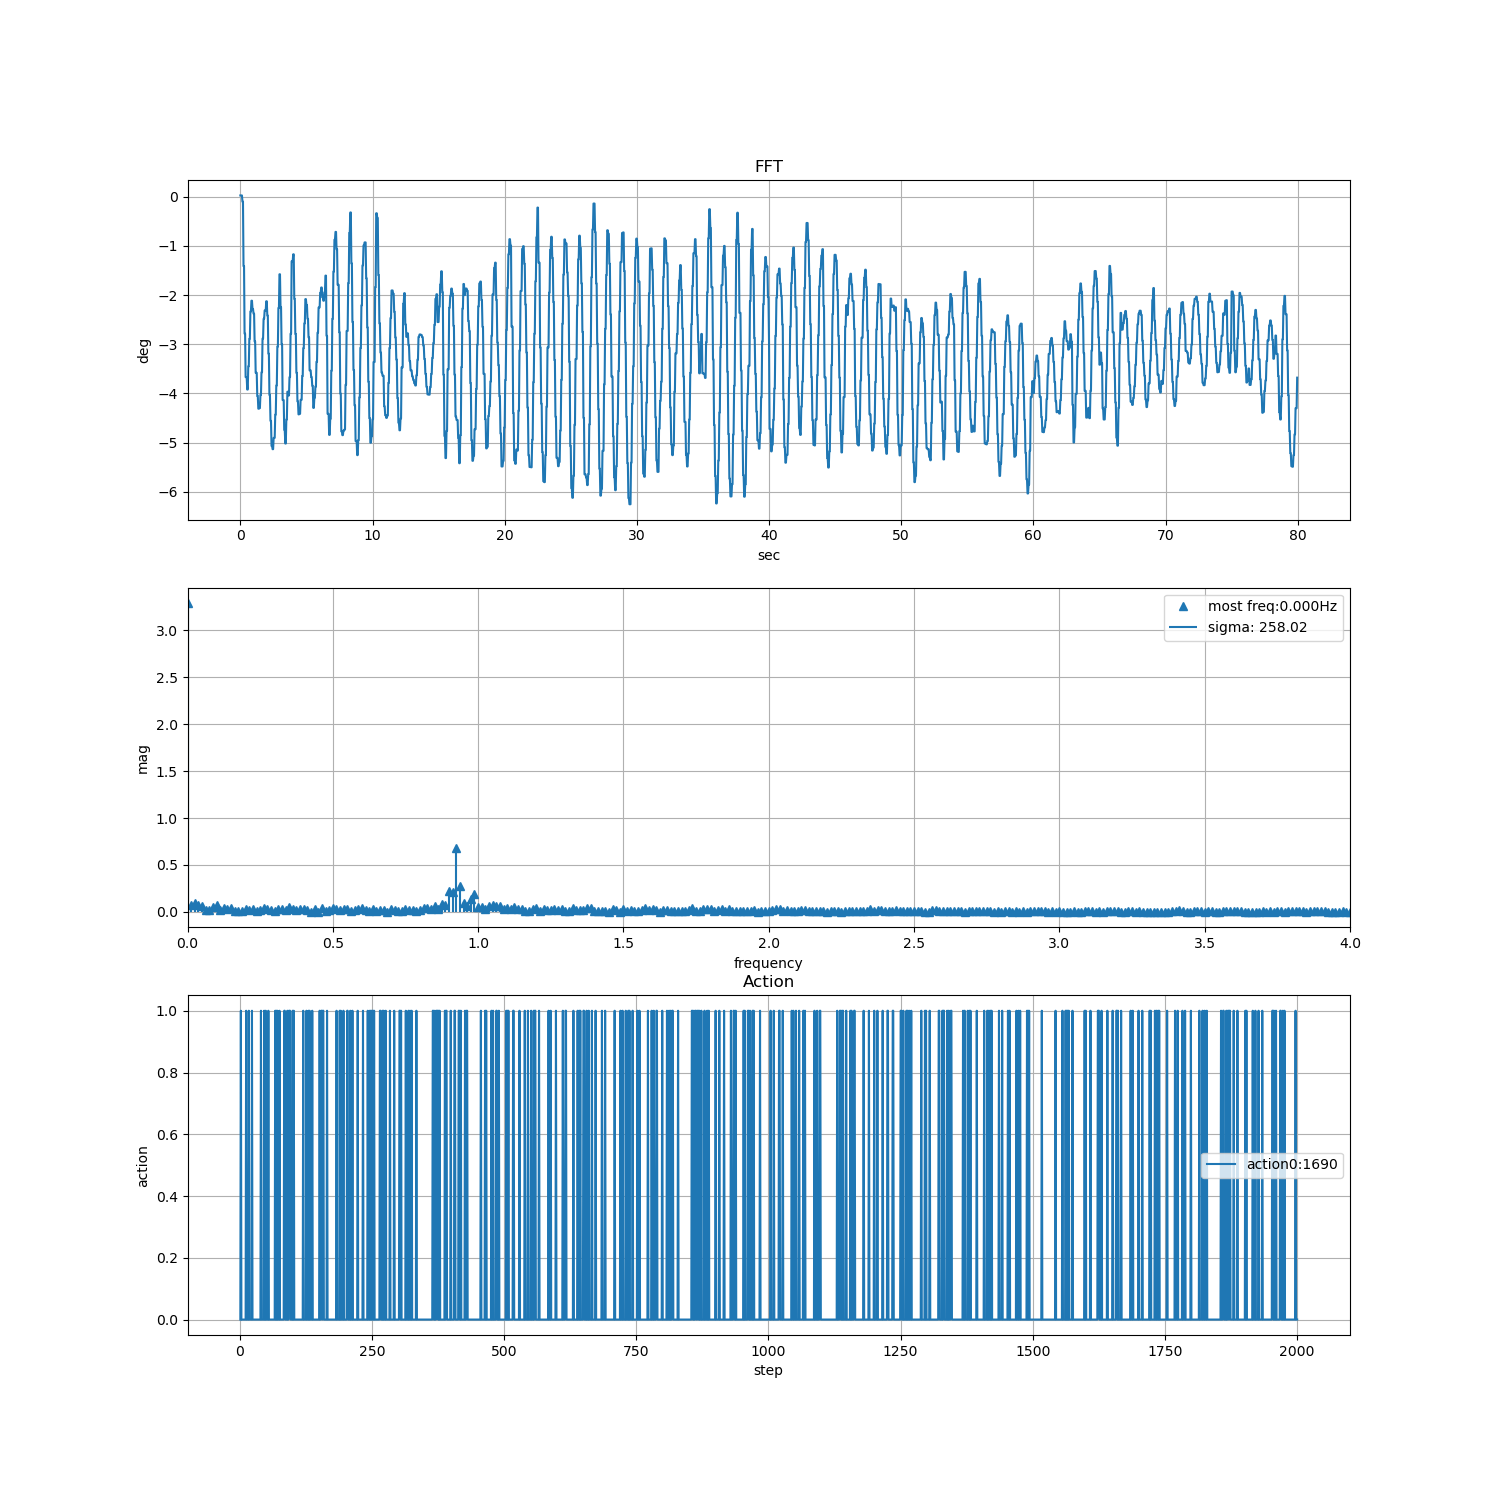 FFT
0
−1
−2
−3
−4
−5
−6
deg
0 10 20 30 40 50 60 70 80
sec
most freq:0.000Hz
sigma: 258.02
3.0
2.5
2.0
1.5
1.0
0.5
0.0
mag
0.0 0.5 1.0 1.5 2.0 2.5 3.0 3.5 4.0
frequency
Action
1.0
0.8
0.6
0.4
0.2
0.0
action
action0:1690
0 250 500 750 1000 1250 1500 1750 2000
step